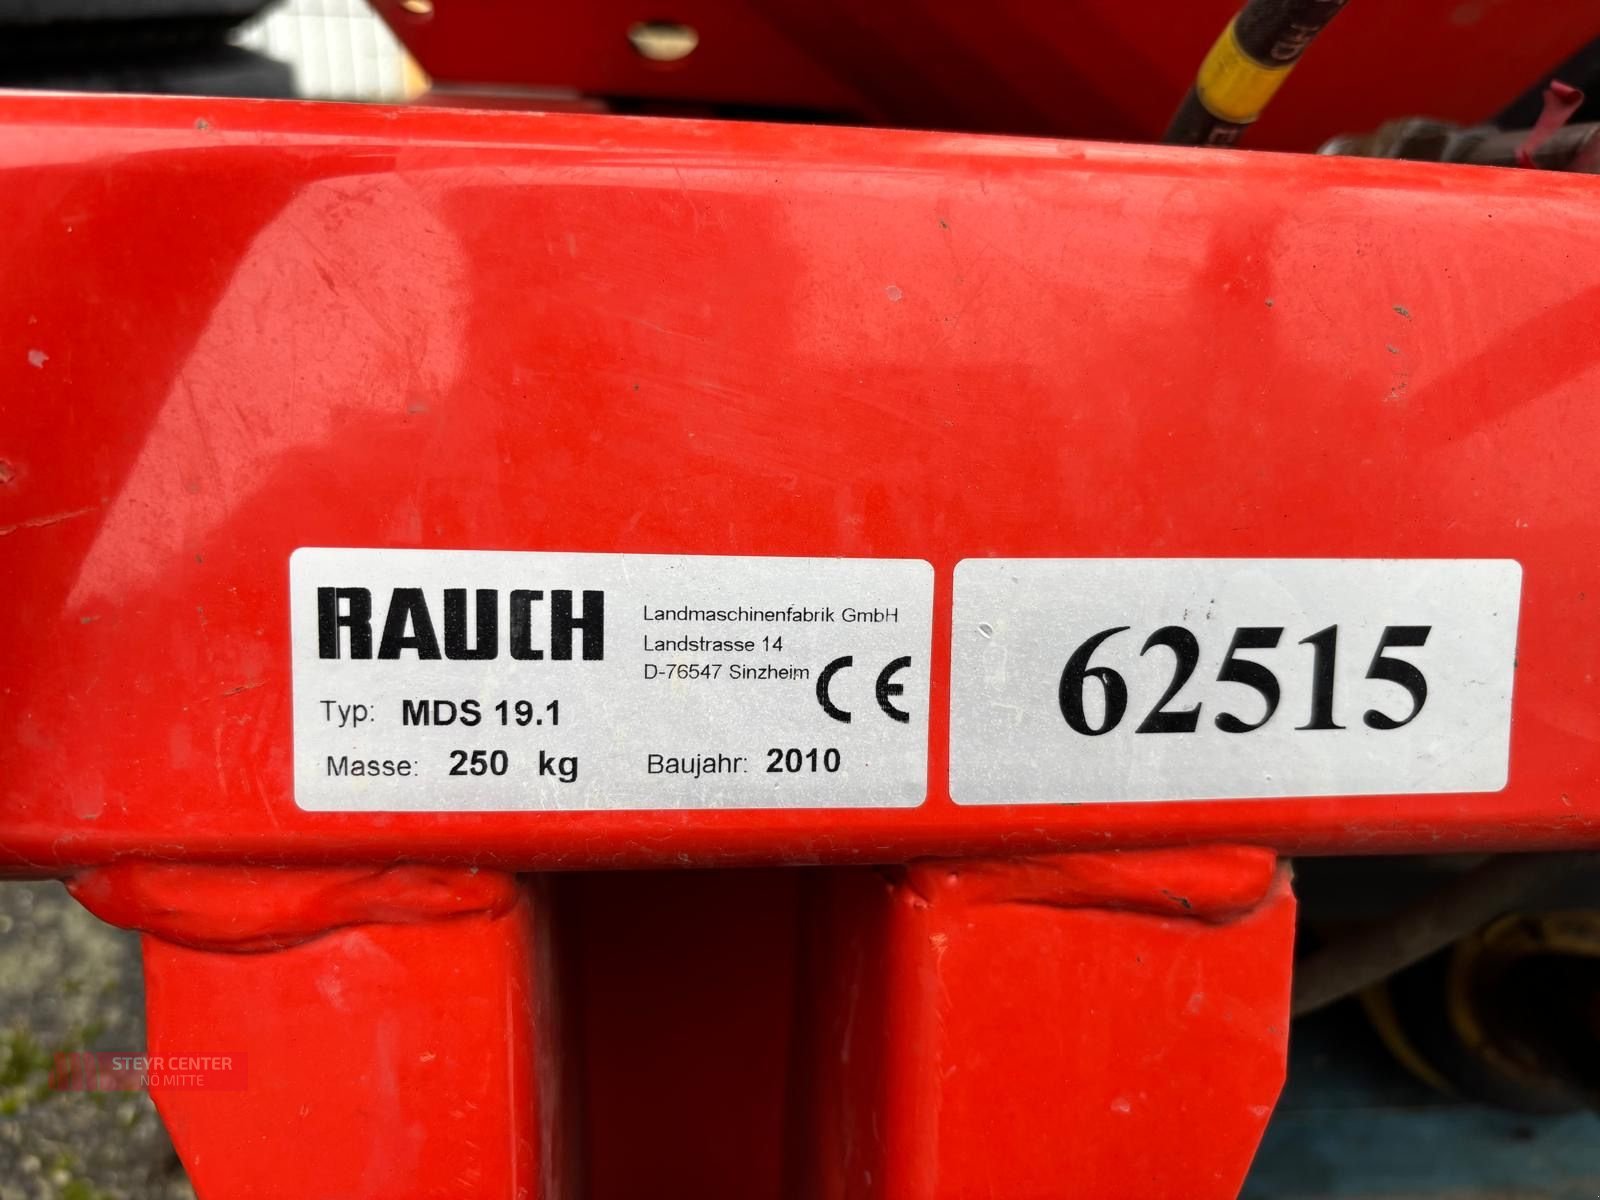 RAUCH
Landmaschinenfabrik GmbH
Landstrasse 14
D-76547 Sinzheim
CE
Typ: MDS 19.1
Masse: 250 kg
Baujahr: 2010
62515
STEYR CENTER
NÖ MITTE